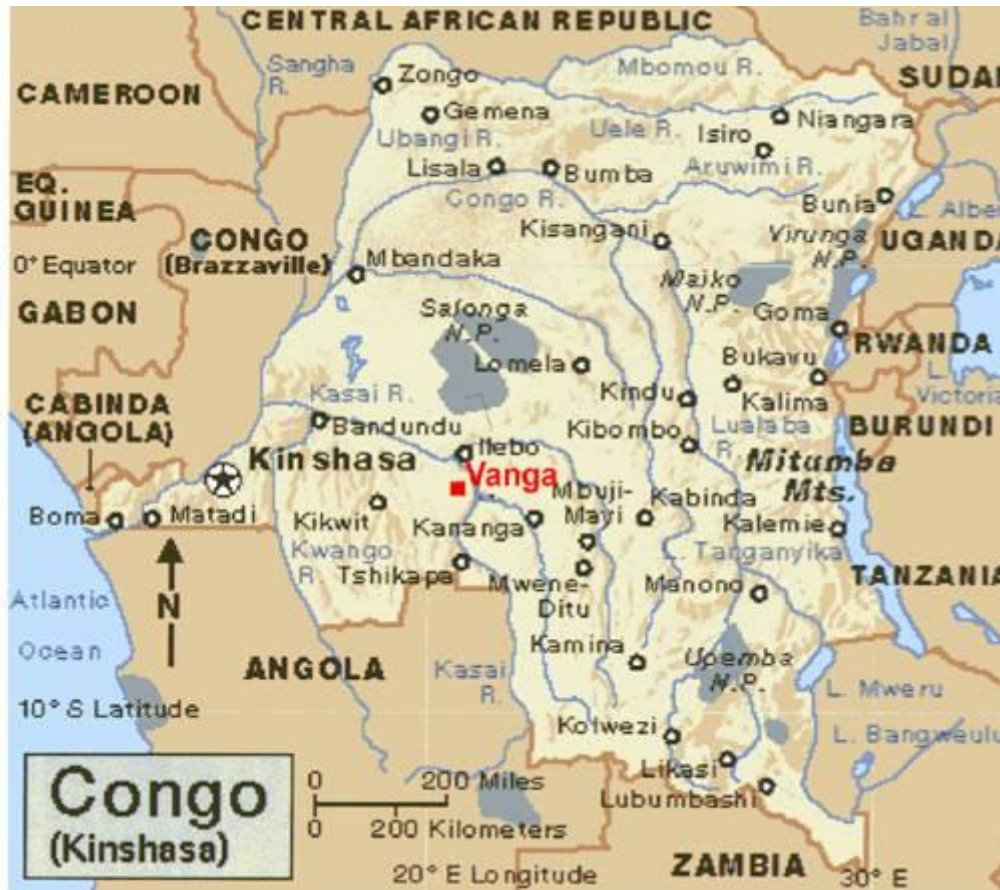 CENTRAL AFRICAN REPUBLIC
Bahr al
Jabal
Sangha
R.
Zongo
Mbomou R.
SUDA
CAMEROON
Gemena
Ubangi R.
Uele R.
Isiro
Niangara
Lisala
Bumba
Aruwimi R.
EQ.
GUINEA
Congo R.
Bunia
L. Albe
CONGO
(Brazzaville)
Kisangani
Virunga
N.P.
UGANDA
0° Equator
Mbandaka
Maiko
N.P.
GABON
Salonga
N.P.
Goma
Lomela
Bukavu
RWANDA
L.
Victoria
Kasai R.
Kindu
Kalima
CABINDA
(ANGOLA)
Bandundu
Kibombo
Lualaba
R.
BURUNDI
Kinshasa
Ilebo
Vanga
Mitumba
Mts.
Mbuji-
Mayi
Kabinda
Boma
Matadi
Kikwit
Kananga
Kalemie
Kwango
R.
Tshikapa
L. Tanganyika
Mwene-
Ditu
Manono
TANZANIA
Atlantic
Ocean
N
ANGOLA
Kasai
R.
Kamina
Upemba
N.P.
L. Mweru
10° S Latitude
Kolwezi
L. Bangweulu
Likasi
Lubumbashi
Congo
(Kinshasa)
0 200 Miles
0 200 Kilometers
20° E Longitude
ZAMBIA
30° E